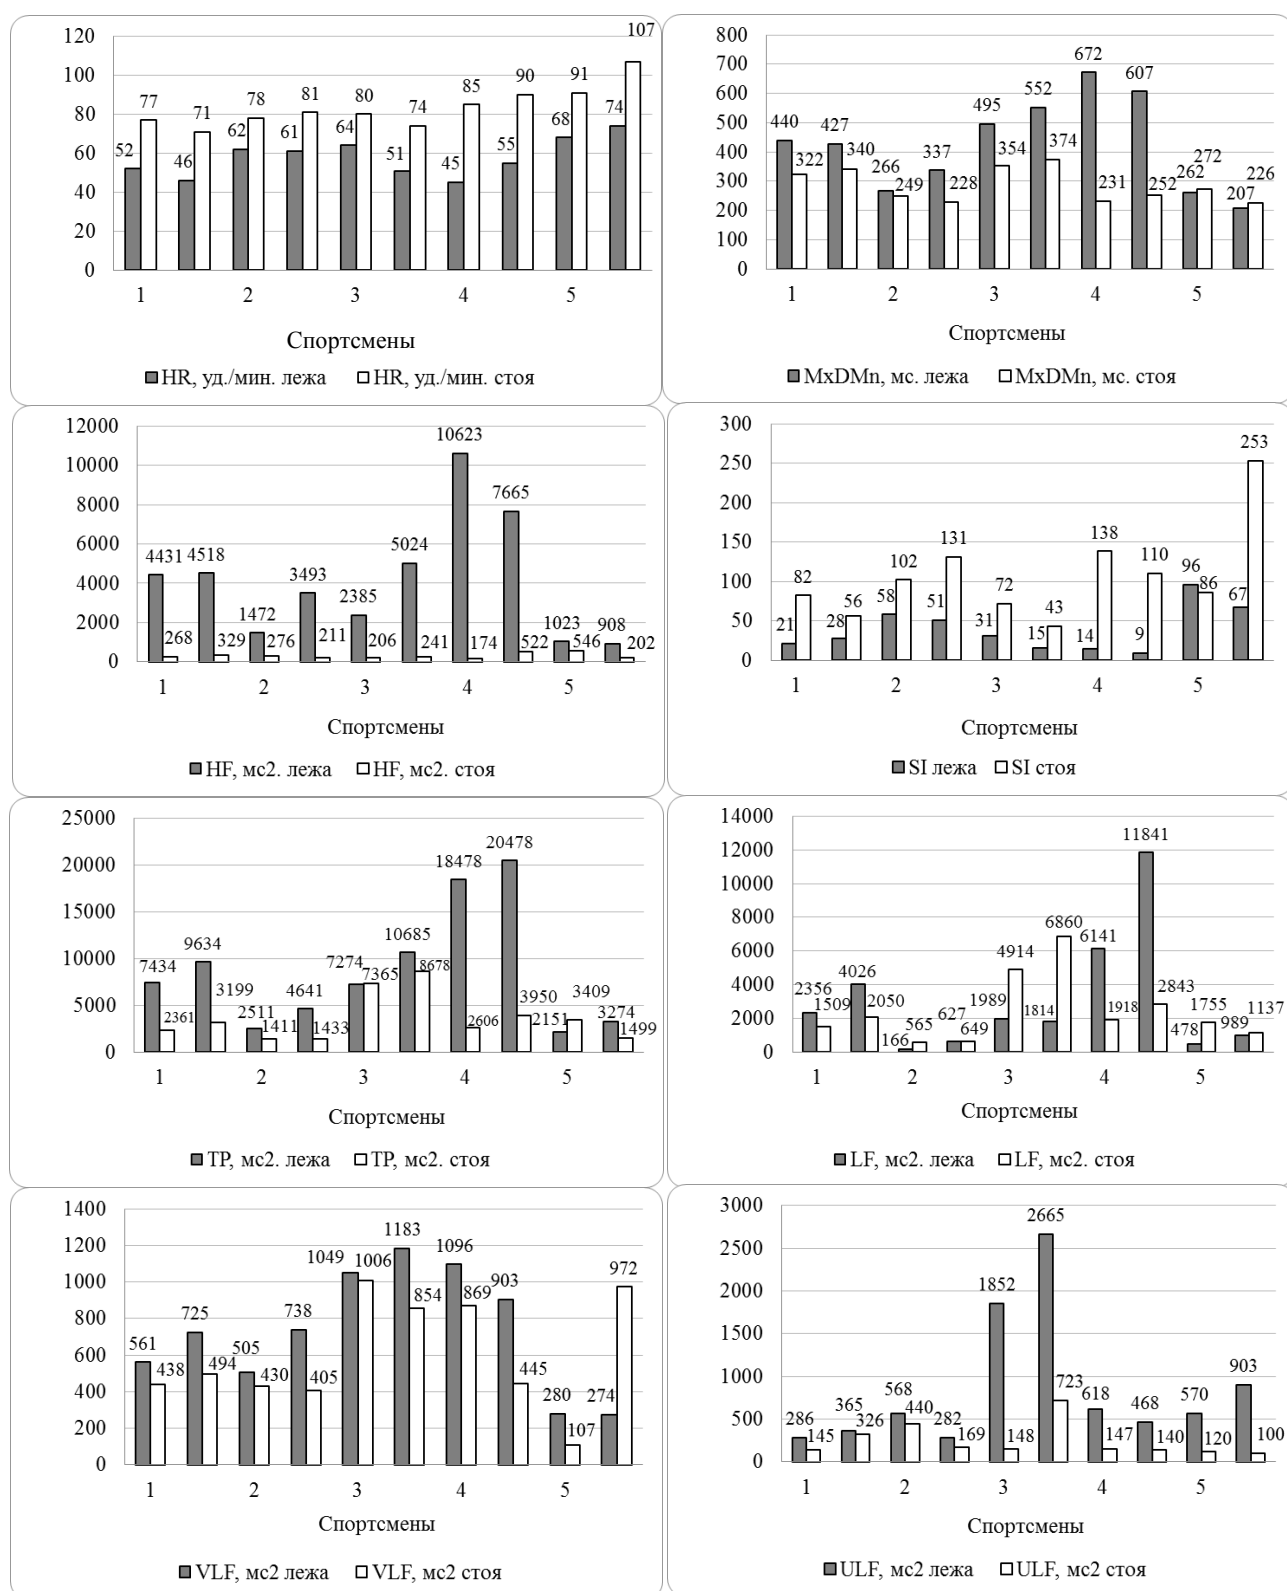 120
100
80
60
40
20
0
52 77 46 71 62 78 61 81 64 80 51 74 45 85 55 90 68 91 74 107
1 2 3 4 5
Спортсмены
HR, уд./мин. лежа HR, уд./мин. стоя
800
700
600
500
400
300
200
100
0
440 322 427 340 266 249 337 228 495 354 552 374 672 231 607 252 262 272 207 226
1 2 3 4 5
Спортсмены
MxDMn, мс. лежа MxDMn, мс. стоя
12000
10000
8000
6000
4000
2000
0
4431 268 4518 329 1472 276 3493 211 2385 206 5024 241 10623 174 7665 522 1023 546 908 202
1 2 3 4 5
Спортсмены
HF, мс2. лежа HF, мс2. стоя
300
250
200
150
100
50
0
21 82 28 56 58 102 51 131 31 72 15 43 14 138 9 110 96 86 67 253
1 2 3 4 5
Спортсмены
SI лежа SI стоя
25000
20000
15000
10000
5000
0
7434 2361 9634 3199 2511 1411 4641 1433 7274 7365 10685 8678 18478 2606 20478 3950 2151 3409 3274 1499
1 2 3 4 5
Спортсмены
TP, мс2. лежа TP, мс2. стоя
14000
12000
10000
8000
6000
4000
2000
0
2356 1509 4026 2050 166 565 627 649 1989 4914 1814 6860 6141 1918 11841 2843 478 1755 989 1137
1 2 3 4 5
Спортсмены
LF, мс2. лежа LF, мс2. стоя
1400
1200
1000
800
600
400
200
0
561 438 725 494 505 430 738 405 1049 1006 1183 854 1096 869 903 445 280 107 274 972
1 2 3 4 5
Спортсмены
VLF, мс2 лежа VLF, мс2 стоя
3000
2500
2000
1500
1000
500
0
286 145 365 326 568 440 282 169 1852 148 2665 723 618 147 468 140 570 120 903 100
1 2 3 4 5
Спортсмены
ULF, мс2 лежа ULF, мс2 стоя